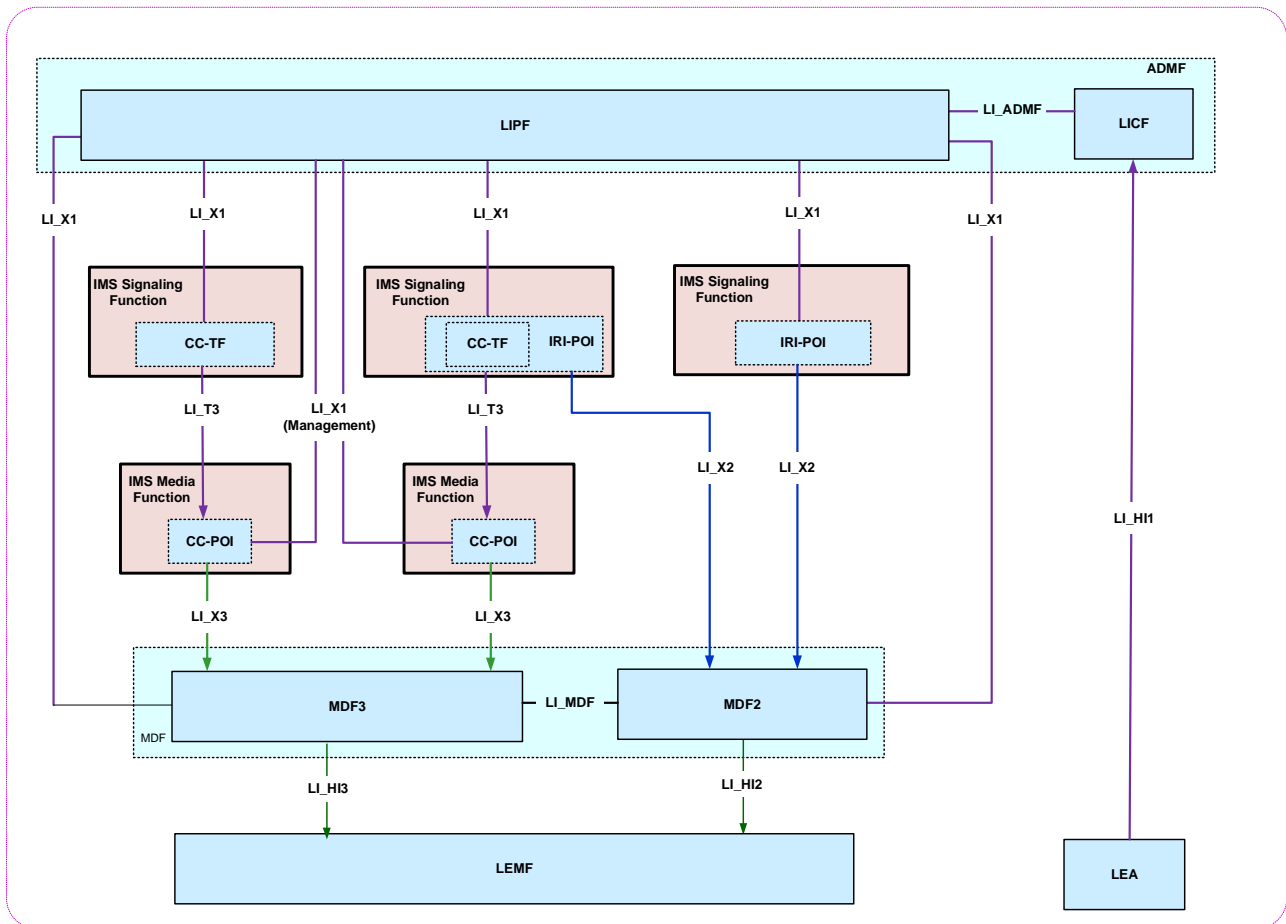 ADMF
LIPF
LI_ADMF
LICF
LI_X1
LI_X1
LI_X1
LI_X1
LI_X1
IMS Signaling
Function
CC-TF
IMS Signaling
Function
CC-TF
IRI-POI
IMS Signaling
Function
IRI-POI
LI_T3
LI_X1
(Management)
LI_T3
LI_X2
LI_X2
IMS Media
Function
CC-POI
IMS Media
Function
CC-POI
LI_HI1
LI_X3
LI_X3
MDF3
LI_MDF
MDF2
MDF
LI_HI3
LI_HI2
LEMF
LEA